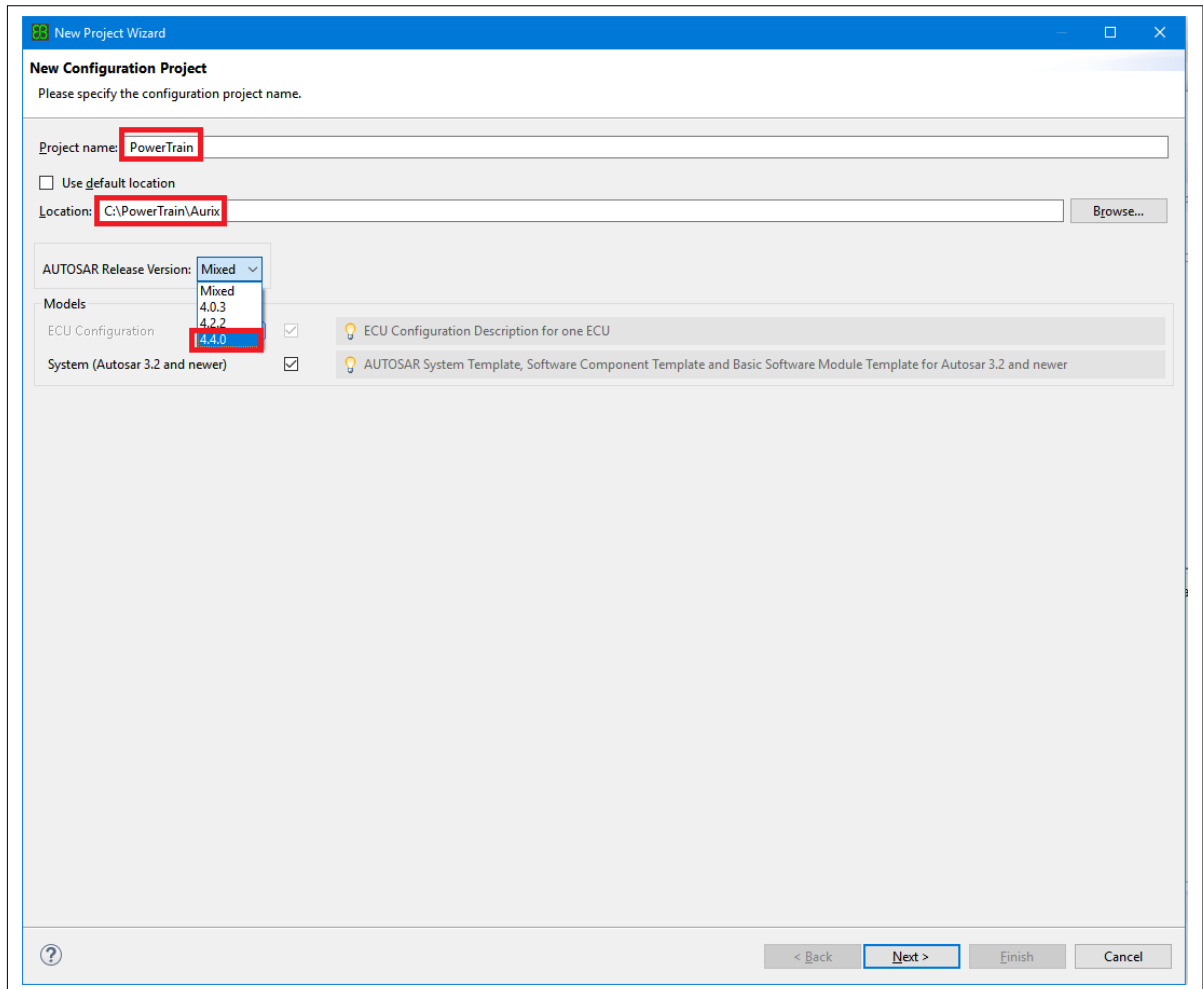 New Project Wizard
New Configuration Project
Please specify the configuration project name.
Project name: PowerTrain
Use default location
Location: C:\PowerTrain\Aurix
Browse...
AUTOSAR Release Version: Mixed
Mixed
4.0.3
4.2.2
4.4.0
Models
ECU Configuration
ECU Configuration Description for one ECU
System (Autosar 3.2 and newer)
AUTOSAR System Template, Software Component Template and Basic Software Module Template for Autosar 3.2 and newer
< Back
Next >
Finish
Cancel